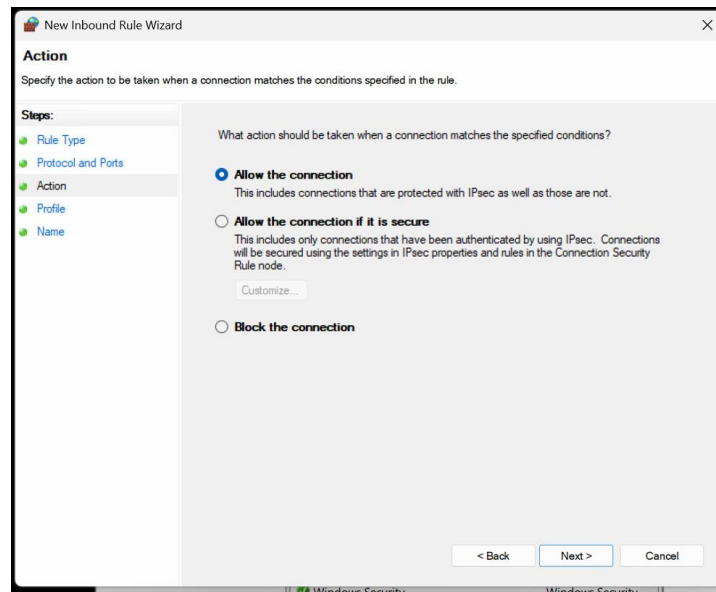 New Inbound Rule Wizard
Action
Specify the action to be taken when a connection matches the conditions specified in the rule.
Steps:
Rule Type
Protocol and Ports
Action
Profile
Name
What action should be taken when a connection matches the specified conditions?
Allow the connection
This includes connections that are protected with IPsec as well as those are not.
Allow the connection if it is secure
This includes only connections that have been authenticated by using IPsec. Connections
will be secured using the settings in IPsec properties and rules in the Connection Security
Rule node.
Customize...
Block the connection
< Back
Next >
Cancel
Windows Security
Windows Security